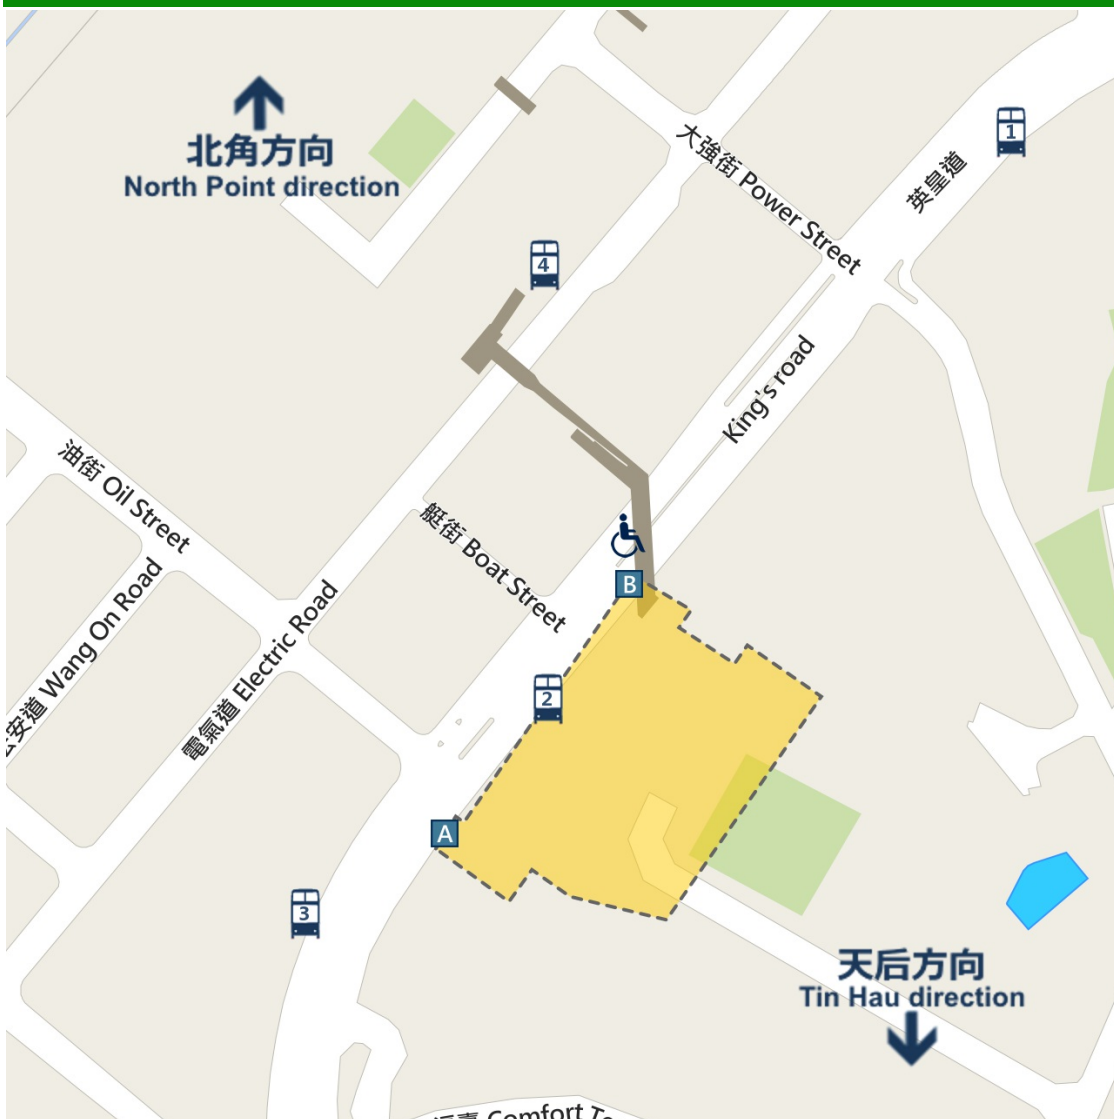 北角方向
North Point direction
1
大強街 Power Street
英皇道
4
King's road
油街 Oil Street
艇街 Boat Street
B
安道 Wang On Road
電氣道 Electric Road
2
A
3
天后方向
Tin Hau direction
Comfort Te